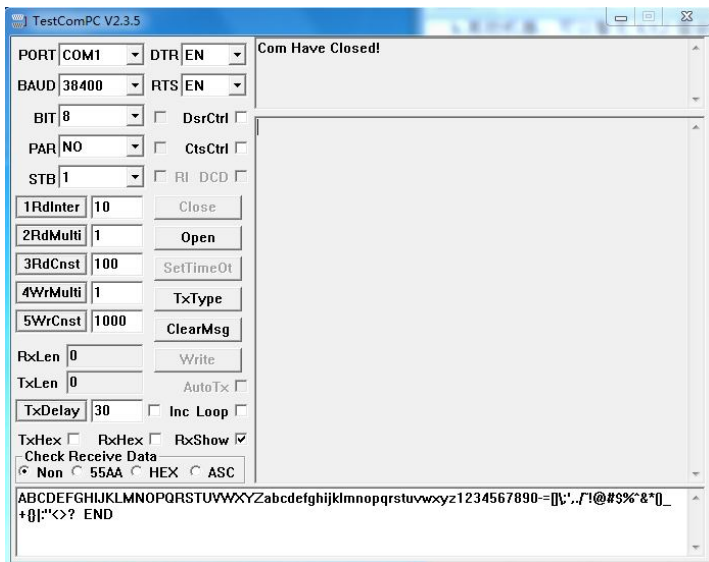 TestComPC V2.3.5
PORT COM1 DTR EN
BAUD 38400 RTS EN
BIT 8 DsrCtrl
PAR NO CtsCtrl
STB 1 RI DCD
1RdInter 10 Close
2RdMulti 1 Open
3RdCnst 100 SetTimeOt
4WrMulti 1 TxType
5WrCnst 1000 ClearMsg
RxLen 0 Write
TxLen 0 AutoTx
TxDelay 30 Inc Loop
TxHex RxHex RxShow
Check Receive Data
Non 55AA HEX ASC
Com Have Closed!
ABCDEFGHIJKLMNOPQRSTUVWXYZabcdefghijklmnopqrstuvwxyz1234567890-=[]\;',./`~!@#$%^&*()_
+{}|:"<>? END